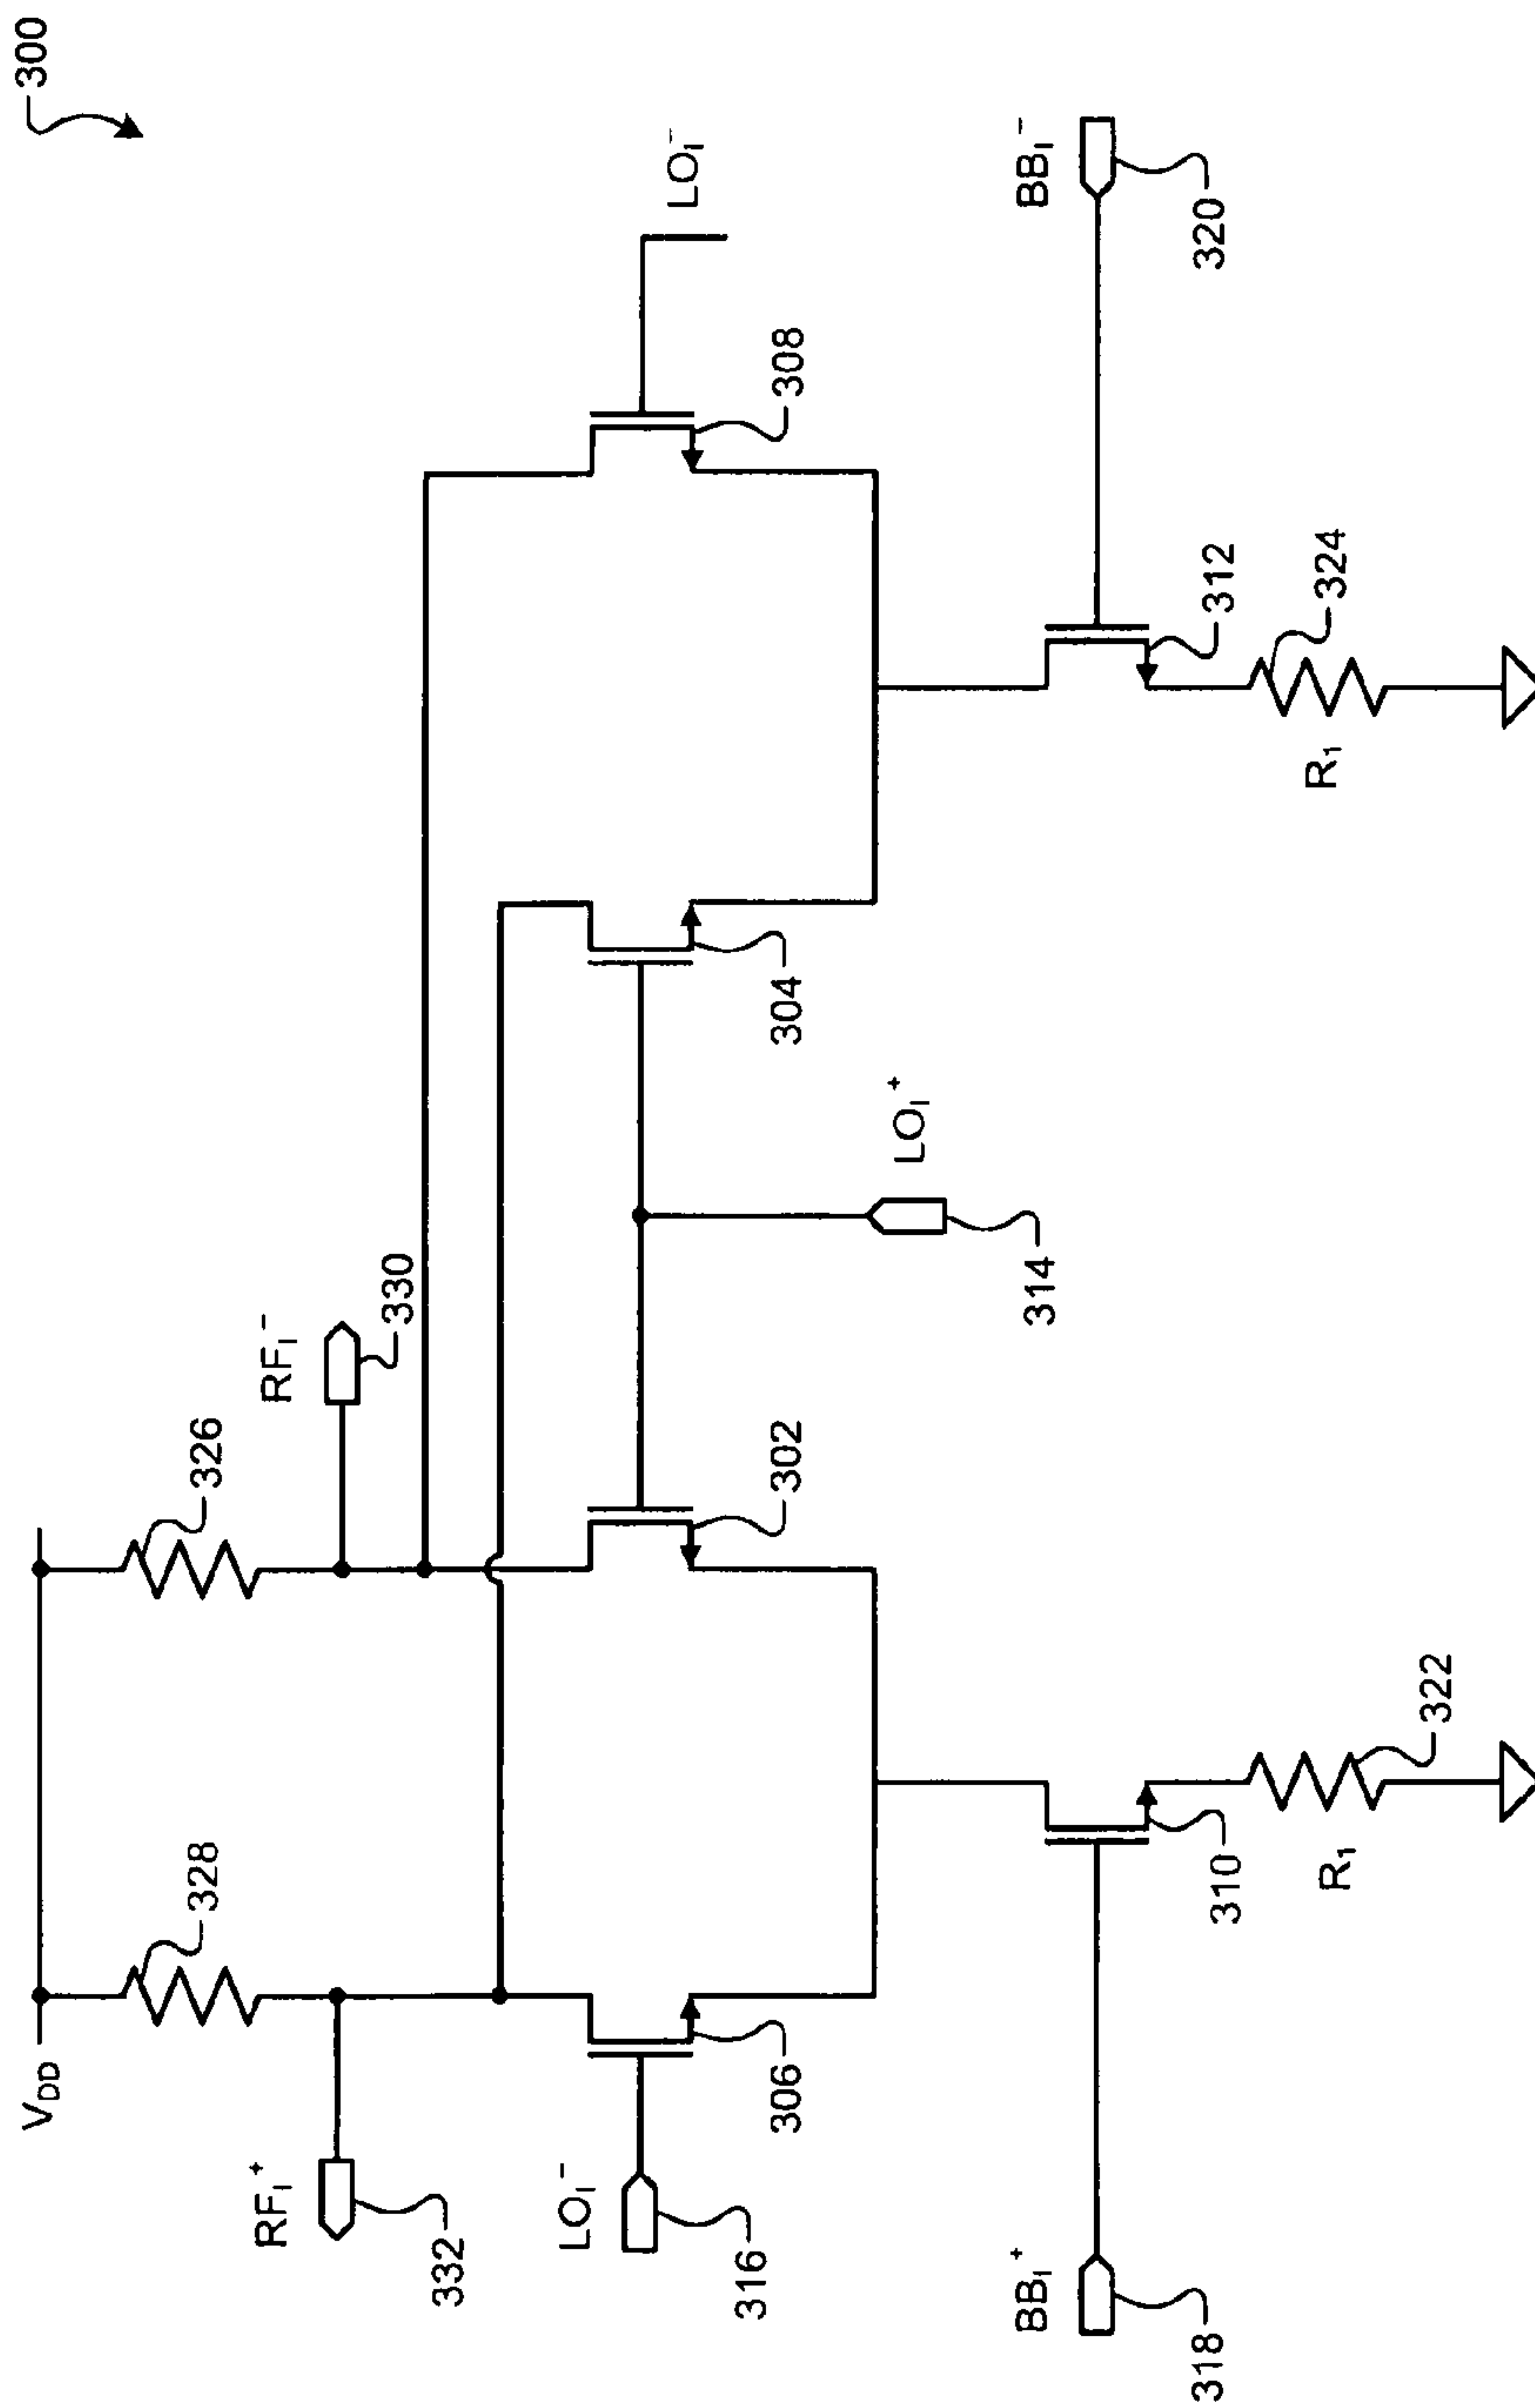 300
V_DD
328
326
RF_I^+
332
RF_I^-
330
LO_I^-
316
306
302
304
308
LO_I^-
LO_I^+
314
BB_I^+
318
310
312
BB_I^-
320
R_1
322
R_1
324